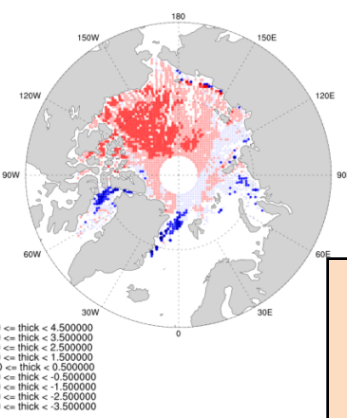 180
150W
150E
120W
120E
90W
60W
60E
30W
30E
0
<= thick < 4.500000
<= thick < 3.500000
<= thick < 2.500000
<= thick < 1.500000
<= thick < 0.500000
<= thick < -0.500000
<= thick < -1.500000
<= thick < -2.500000
<= thick < -3.500000